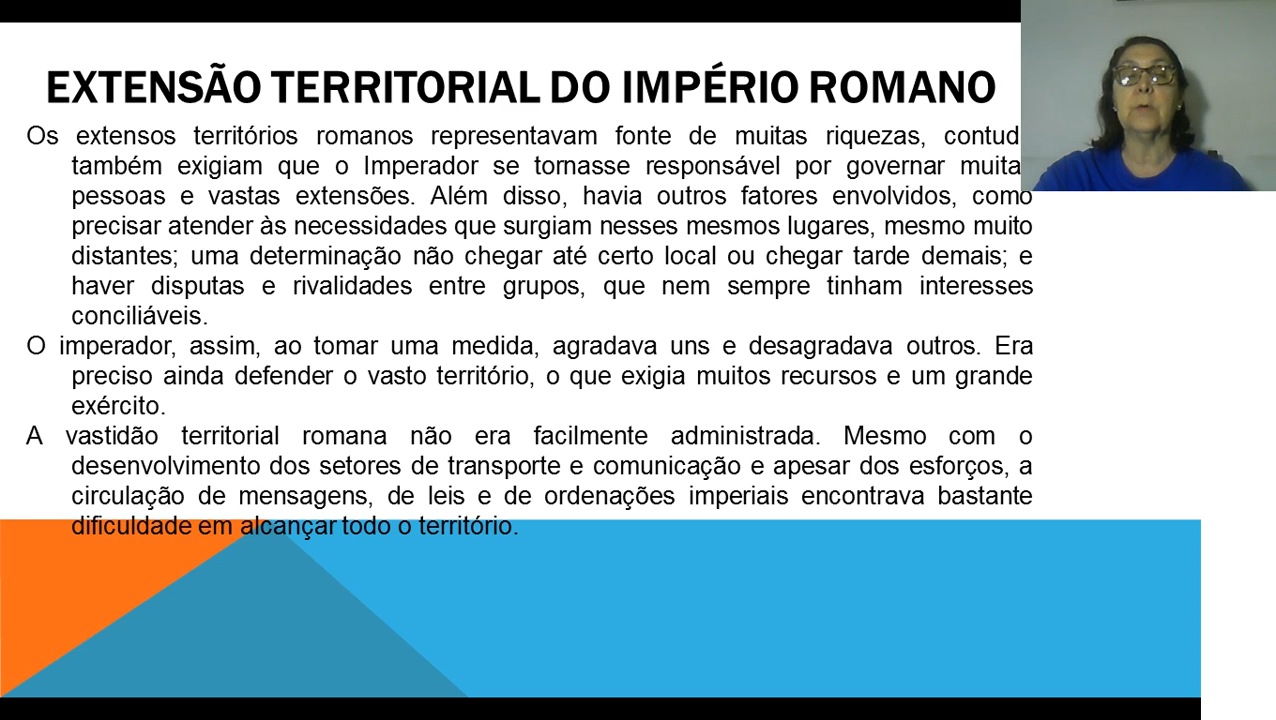 EXTENSÃO TERRITORIAL DO IMPÉRIO ROMANO
Os extensos territórios romanos representavam fonte de muitas riquezas, contud
também exigiam que o Imperador se tornasse responsável por governar muita
pessoas e vastas extensões. Além disso, havia outros fatores envolvidos, como
precisar atender às necessidades que surgiam nesses mesmos lugares, mesmo muito
distantes; uma determinação não chegar até certo local ou chegar tarde demais; e
haver disputas e rivalidades entre grupos, que nem sempre tinham interesses
conciliáveis.
O imperador, assim, ao tomar uma medida, agradava uns e desagradava outros. Era
preciso ainda defender o vasto território, o que exigia muitos recursos e um grande
exército.
A vastidão territorial romana não era facilmente administrada. Mesmo com o
desenvolvimento dos setores de transporte e comunicação e apesar dos esforços, a
circulação de mensagens, de leis e de ordenações imperiais encontrava bastante
dificuldade em alcançar todo o território.